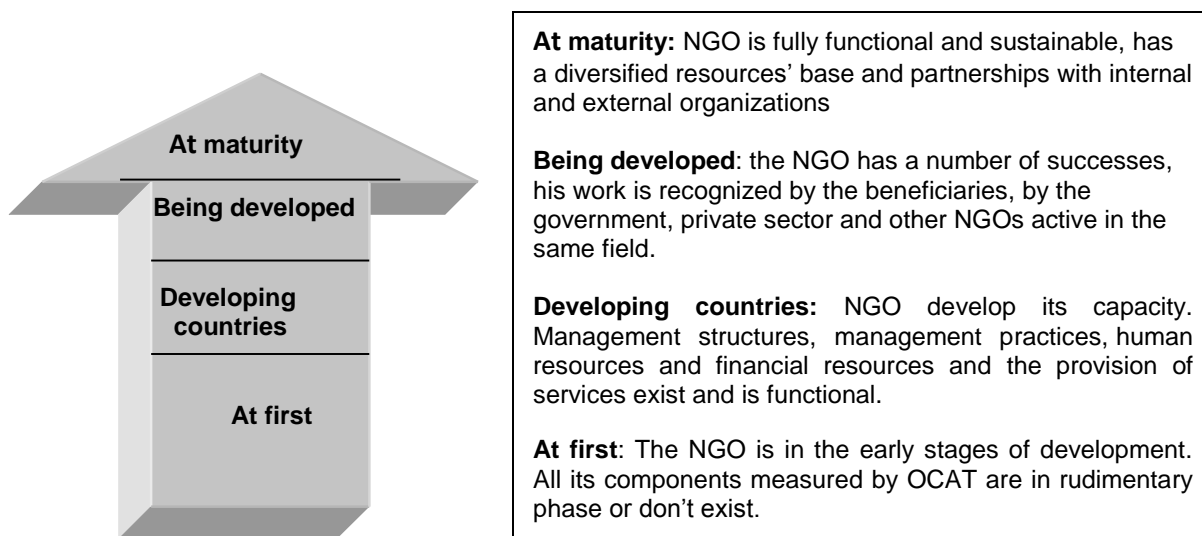 At maturity
Being developed
Developing
countries
At first
At maturity: NGO is fully functional and sustainable, has
a diversified resources' base and partnerships with internal
and external organizations
Being developed: the NGO has a number of successes,
his work is recognized by the beneficiaries, by the
government, private sector and other NGOs active in the
same field.
Developing countries: NGO develop its capacity.
Management structures, management practices, human
resources and financial resources and the provision of
services exist and is functional.
At first: The NGO is in the early stages of development.
All its components measured by OCAT are in rudimentary
phase or don't exist.